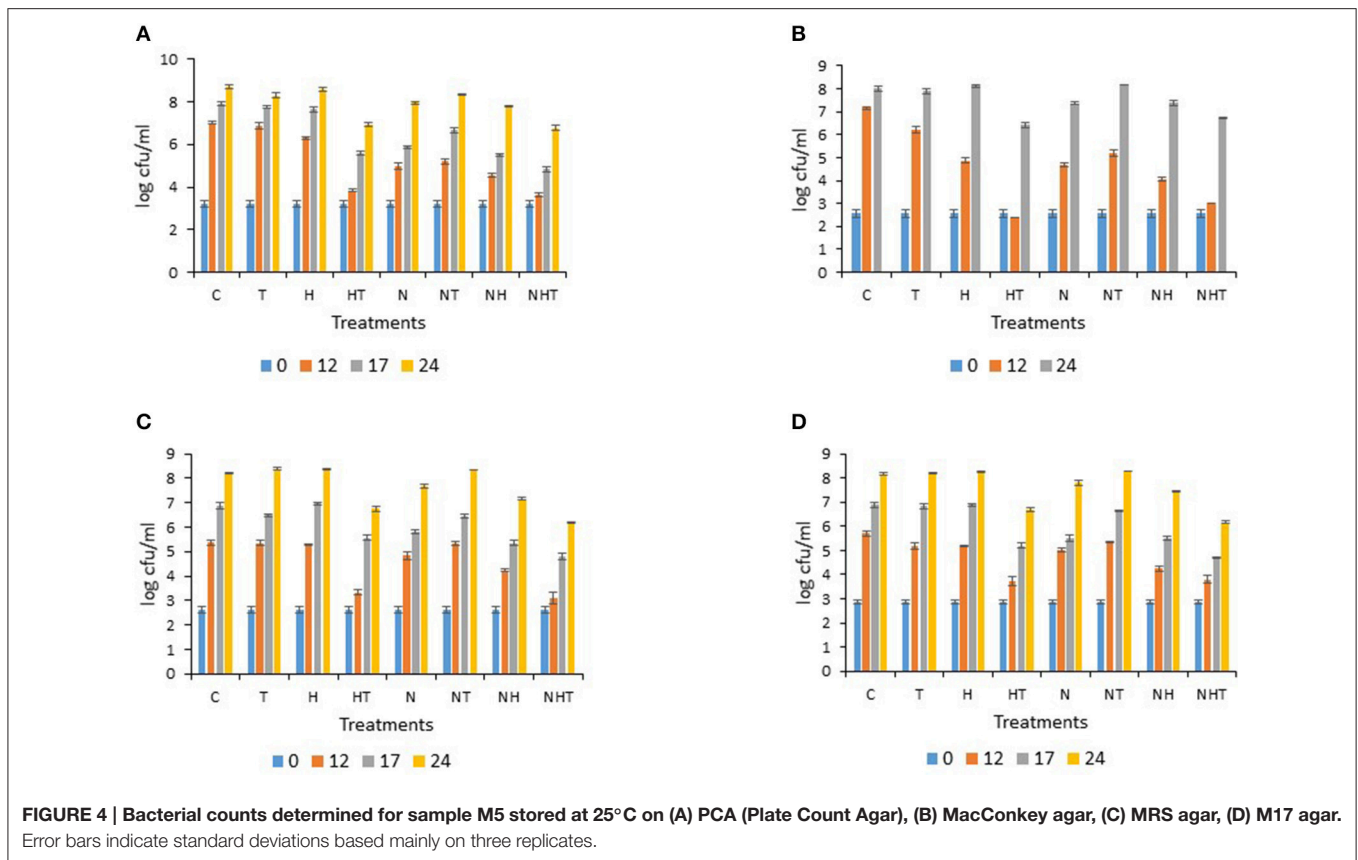 A
10
8
6
4
2
0
log cfu/ml
C T H HT N NT NH NHT
Treatments
0 12 17 24
B
9
8
7
6
5
4
3
2
1
0
log cfu/ml
C T H HT N NT NH NHT
Treatments
0 12 24
C
9
8
7
6
5
4
3
2
1
0
log cfu/ml
C T H HT N NT NH NHT
Treatments
0 12 17 24
D
9
8
7
6
5
4
3
2
1
0
log cfu/ml
C T H HT N NT NH NHT
Treatments
0 12 17 24
FIGURE 4 | Bacterial counts determined for sample M5 stored at 25°C on (A) PCA (Plate Count Agar), (B) MacConkey agar, (C) MRS agar, (D) M17 agar.
Error bars indicate standard deviations based mainly on three replicates.